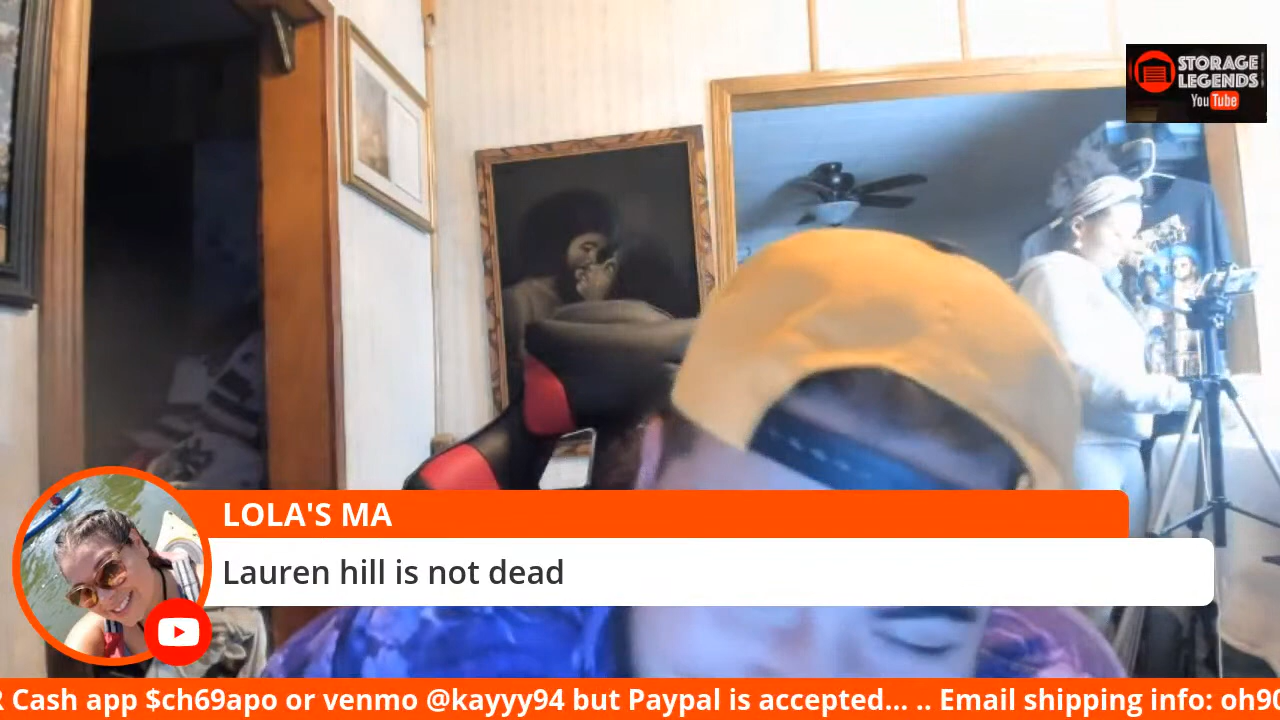 STORAGE
LEGENDS
YouTube
LOLA'S MA
Lauren hill is not dead
Cash app $ch69apo or venmo @kayyy94 but Paypal is accepted... .. Email shipping info: